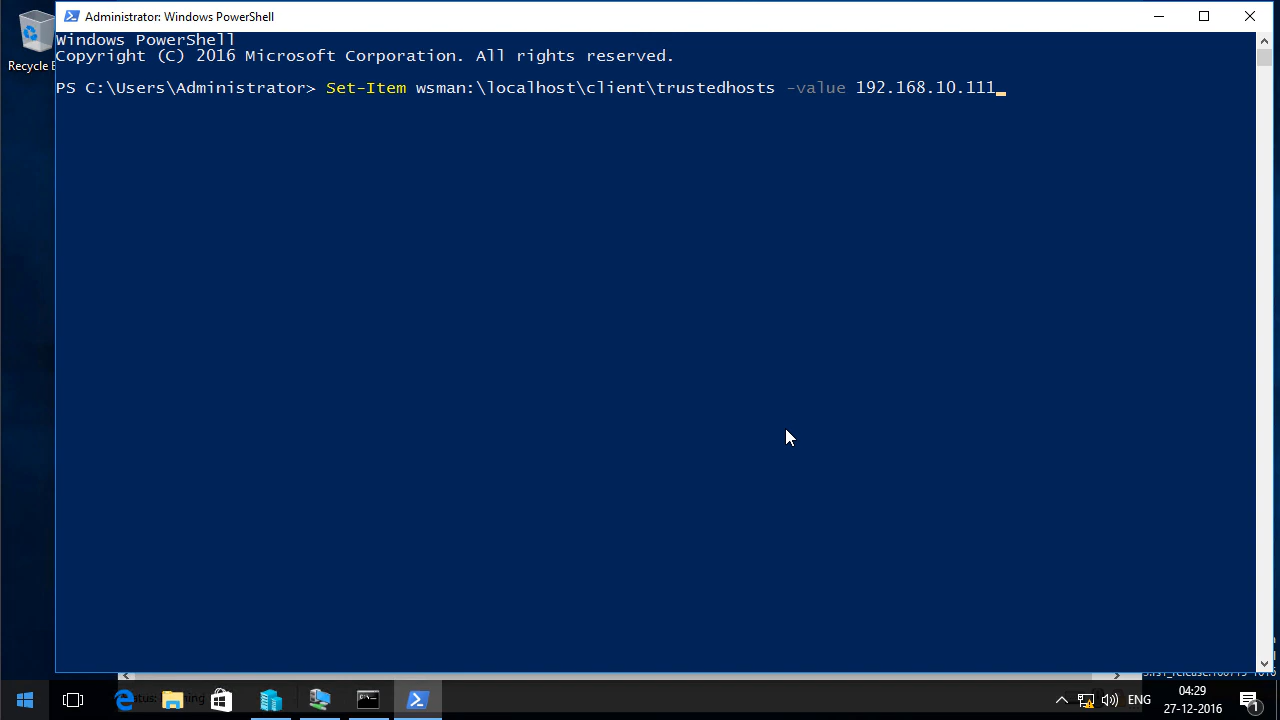 Administrator: Windows PowerShell
Recycle B
Windows PowerShell
Copyright (C) 2016 Microsoft Corporation. All rights reserved.
PS C:\Users\Administrator> Set-Item wsman:\localhost\client\trustedhosts -value 192.168.10.111
ENG
04:29
27-12-2016
1